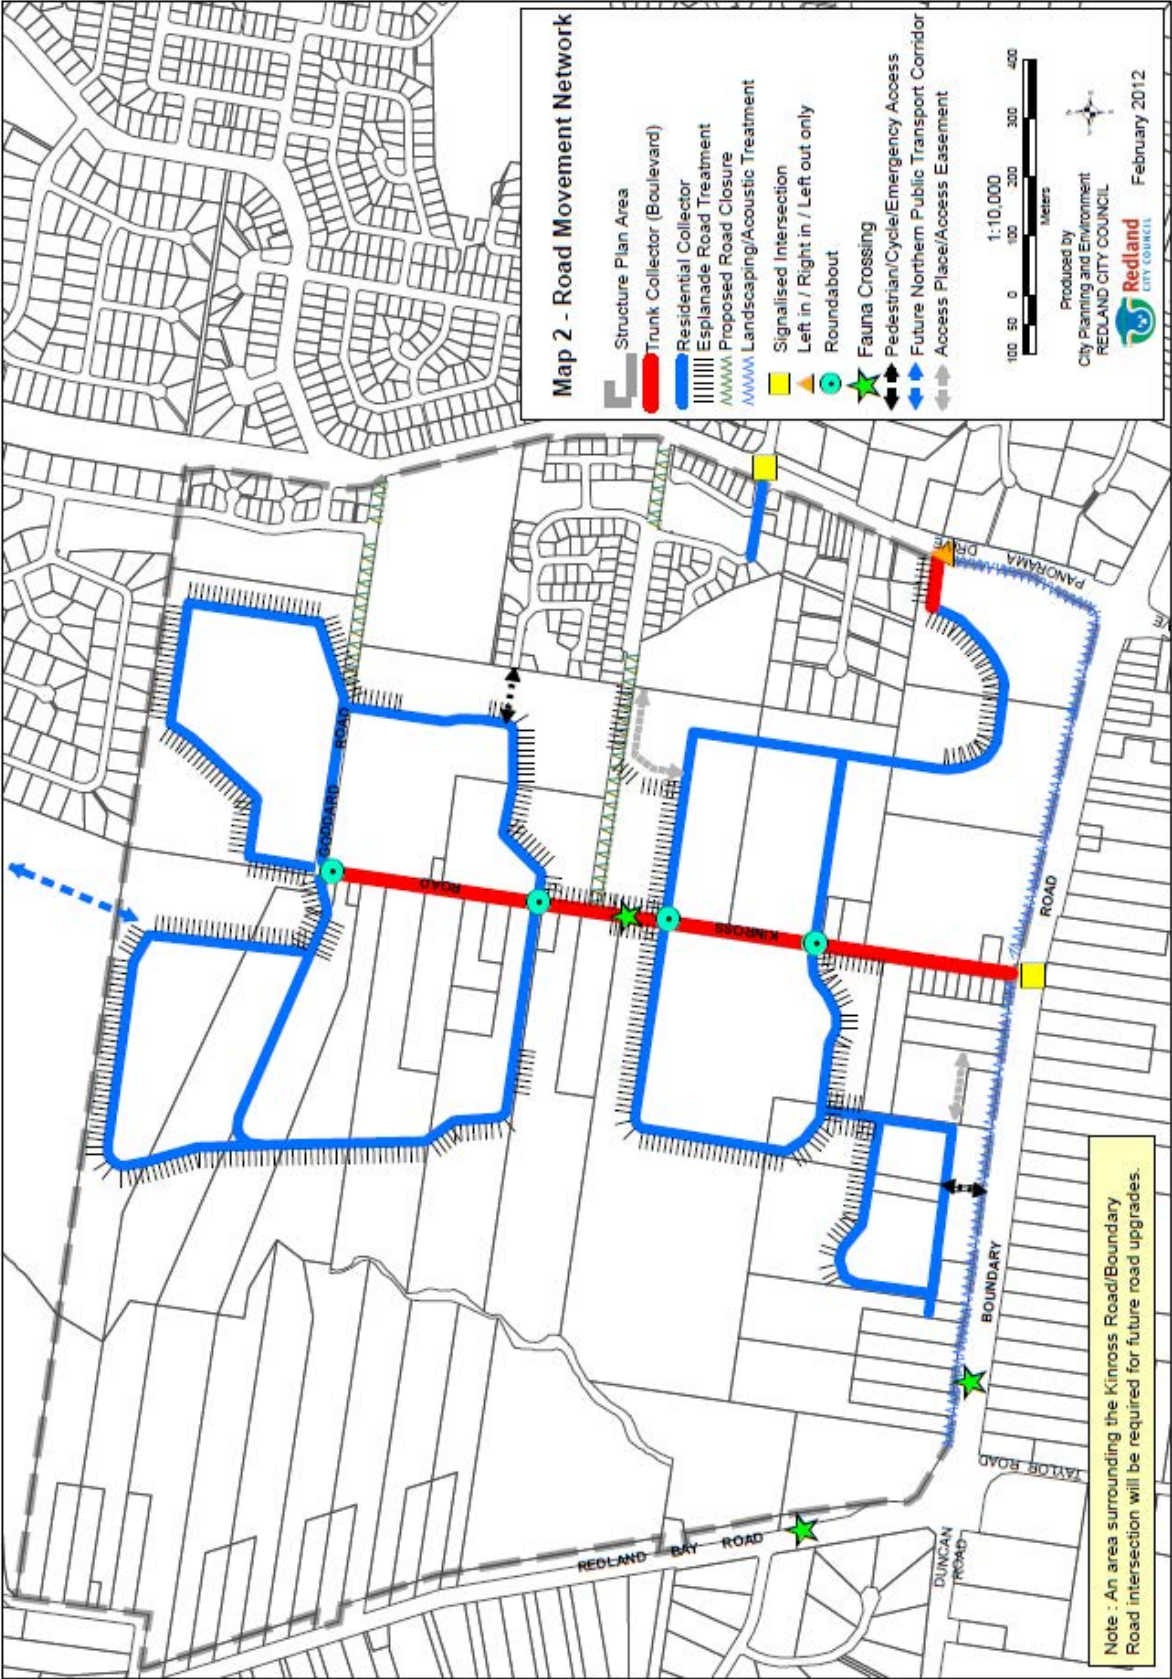 Map 2 - Road Movement Network
Structure Plan Area
Trunk Collector (Boulevard)
Residential Collector
Esplanade Road Treatment
Proposed Road Closure
Landscaping/Acoustic Treatment
Signalised Intersection
Left in / Right in / Left out only
Roundabout
Fauna Crossing
Pedestrian/Cycle/Emergency Access
Future Northern Public Transport Corridor
Access Place/Access Easement
1:10,000
100 50 0 100 200 300 400
Meters
Produced by
City Planning and Environment
REDLAND CITY COUNCIL
Redland
CITY COUNCIL
February 2012
GODDARD ROAD
KINROSS ROAD
PANORAMA DRIVE
BOUNDARY ROAD
REDLAND BAY ROAD
DUNCAN
ROAD
TAYLOR ROAD
Note : An area surrounding the Kinross Road/Boundary
Road intersection will be required for future road upgrades.